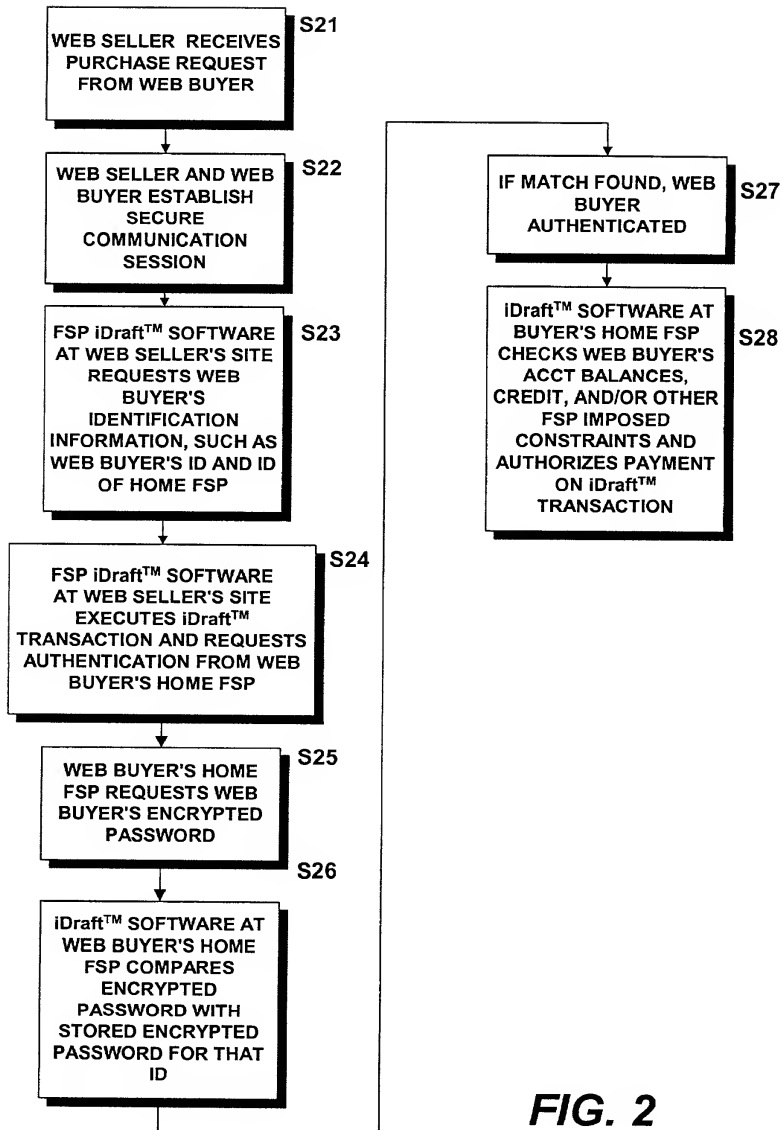 S21
WEB SELLER RECEIVES
PURCHASE REQUEST
FROM WEB BUYER
S22
WEB SELLER AND WEB
BUYER ESTABLISH
SECURE
COMMUNICATION
SESSION
S23
FSP iDraft™ SOFTWARE
AT WEB SELLER'S SITE
REQUESTS WEB
BUYER'S
IDENTIFICATION
INFORMATION, SUCH AS
WEB BUYER'S ID AND ID
OF HOME FSP
S24
FSP iDraft™ SOFTWARE
AT WEB SELLER'S SITE
EXECUTES iDraft™
TRANSACTION AND REQUESTS
AUTHENTICATION FROM WEB
BUYER'S HOME FSP
S25
WEB BUYER'S HOME
FSP REQUESTS WEB
BUYER'S ENCRYPTED
PASSWORD
S26
iDraft™ SOFTWARE AT
WEB BUYER'S HOME
FSP COMPARES
ENCRYPTED
PASSWORD WITH
STORED ENCRYPTED
PASSWORD FOR THAT
ID
S27
IF MATCH FOUND, WEB
BUYER
AUTHENTICATED
S28
iDraft™ SOFTWARE AT
BUYER'S HOME FSP
CHECKS WEB BUYER'S
ACCT BALANCES,
CREDIT, AND/OR OTHER
FSP IMPOSED
CONSTRAINTS AND
AUTHORIZES PAYMENT
ON iDraft™
TRANSACTION
FIG. 2